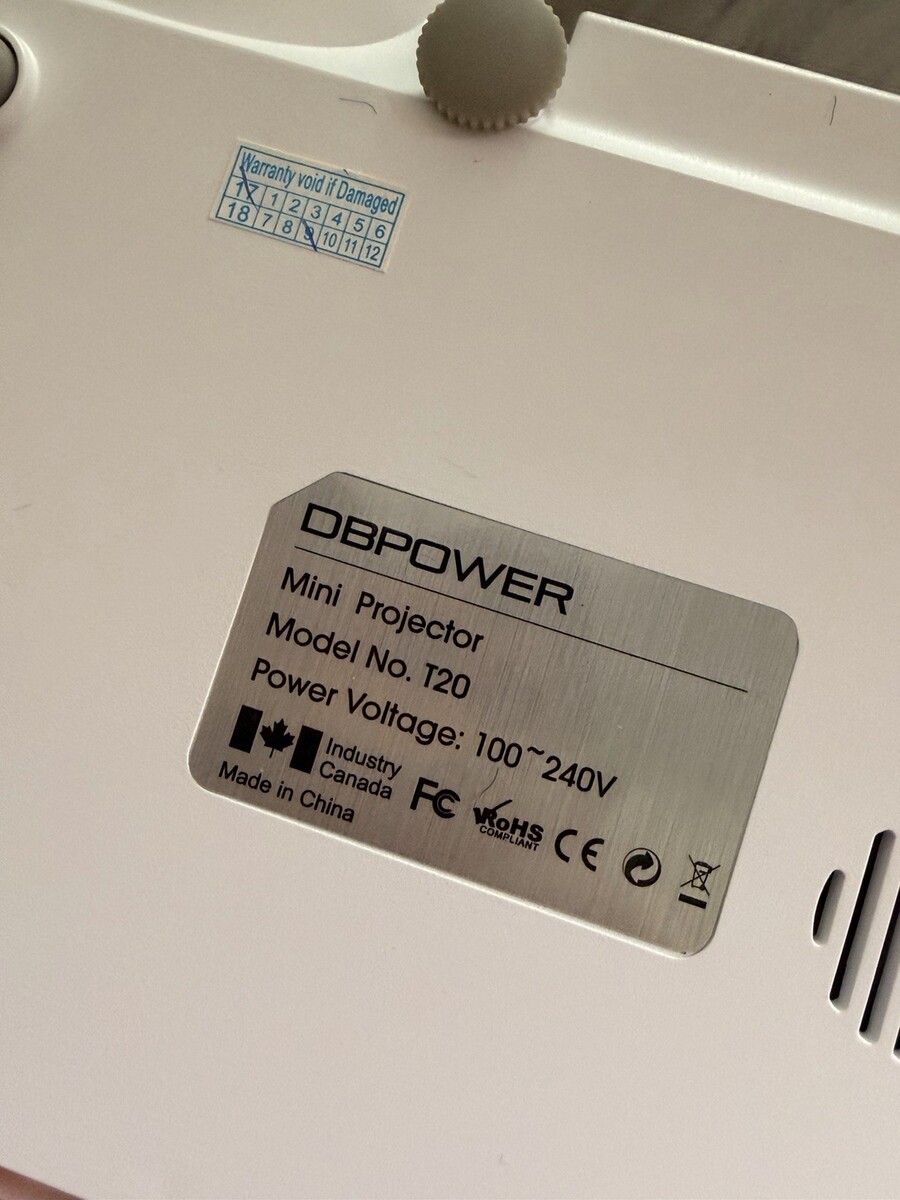 Warranty void if Damaged
17 1 2 3 4 5 6
18 7 8 9 10 11 12
DBPOWER
Mini Projector
Model No. T20
Power Voltage: 100~240V
Industry
Canada
FC
RoHS
COMPLIANT
CE
Made in China